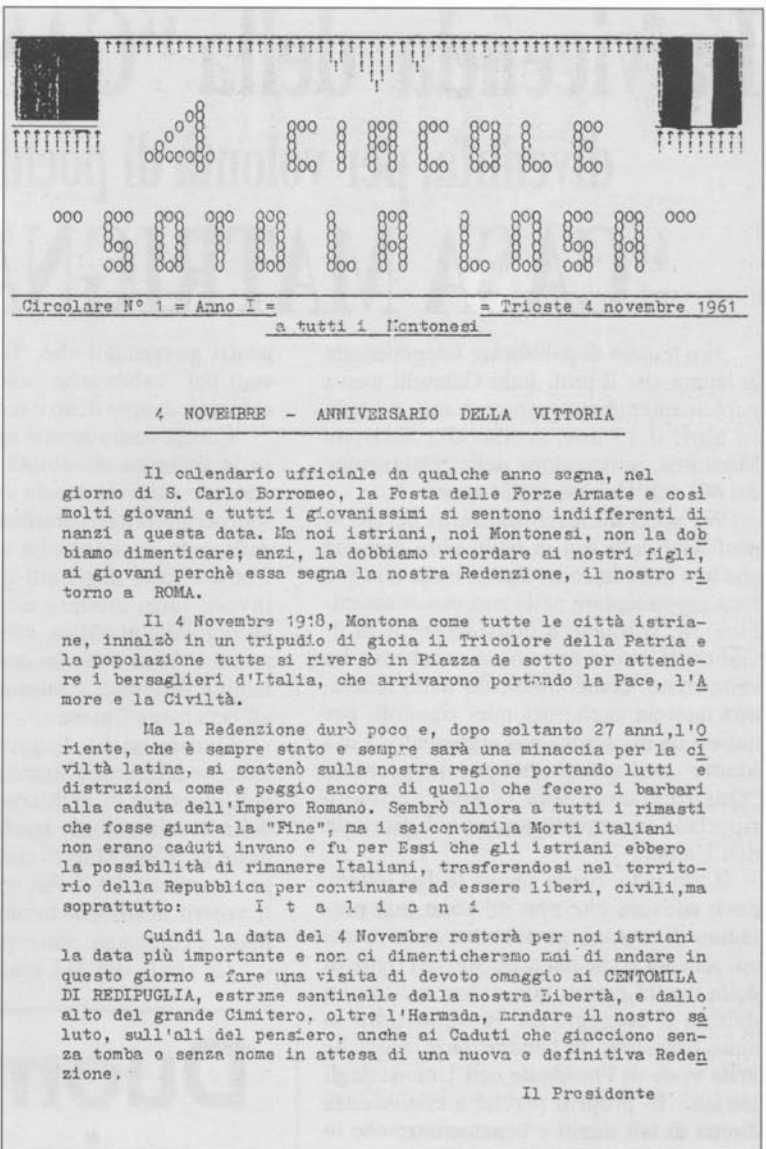 4 CIACOLE
"SOTO LA LOSA"
Circolare N° 1 = Anno I = = Trieste 4 novembre 1961
a tutti i Montonesi
4 NOVEMBRE - ANNIVERSARIO DELLA VITTORIA
Il calendario ufficiale da qualche anno segna, nel
giorno di S. Carlo Borromeo, la Festa delle Forze Armate e così
molti giovani e tutti i giovanissimi si sentono indifferenti di
nanzi a questa data. Ma noi istriani, noi Montonesi, non la dob
biamo dimenticare; anzi, la dobbiamo ricordare ai nostri figli,
ai giovani perchè essa segna la nostra Redenzione, il nostro ri
torno a ROMA.
Il 4 Novembre 1918, Montona come tutte le città istria-
ne, innalzò in un tripudio di gioia il Tricolore della Patria e
la popolazione tutta si riversò in Piazza de sotto per attende-
re i bersaglieri d'Italia, che arrivarono portando la Pace, l'A
more e la Civiltà.
Ma la Redenzione durò poco e, dopo soltanto 27 anni,l'O
riente, che è sempre stato e sempre sarà una minaccia per la ci
viltà latina, si scatenò sulla nostra regione portando lutti e
distruzioni come e peggio ancora di quello che fecero i barbari
alla caduta dell'Impero Romano. Sembrò allora a tutti i rimasti
che fosse giunta la "Fine", ma i seicentomila Morti italiani
non erano caduti invano e fu per Essi che gli istriani ebbero
la possibilità di rimanere Italiani, trasferendosi nel territo-
rio della Repubblica per continuare ad essere liberi, civili,ma
soprattutto: I t a l i a n i
Quindi la data del 4 Novembre resterà per noi istriani
la data più importante e non ci dimenticheremo mai di andare in
questo giorno a fare una visita di devoto omaggio ai CENTOMILA
DI REDIPUGLIA, estreme sentinelle della nostra Libertà, e dallo
alto del grande Cimitero, oltre l'Hermada, mandare il nostro sa
luto, sull'ali del pensiero, anche ai Caduti che giacciono sen-
za tomba e senza nome in attesa di una nuova e definitiva Reden
zione.
Il Presidente